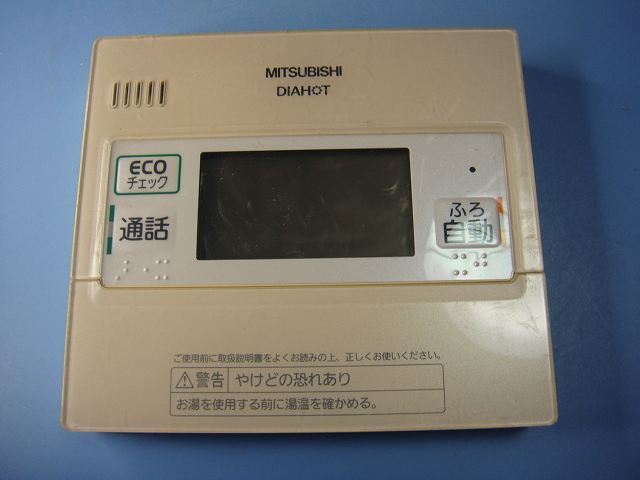 MITSUBISHI
DIAHOT
ECO
チェック
通話
ふろ
自動
ご使用前に取扱説明書をよくお読みの上、正しくお使いください。
⚠警告 やけどの恐れあり
お湯を使用する前に湯温を確かめる。